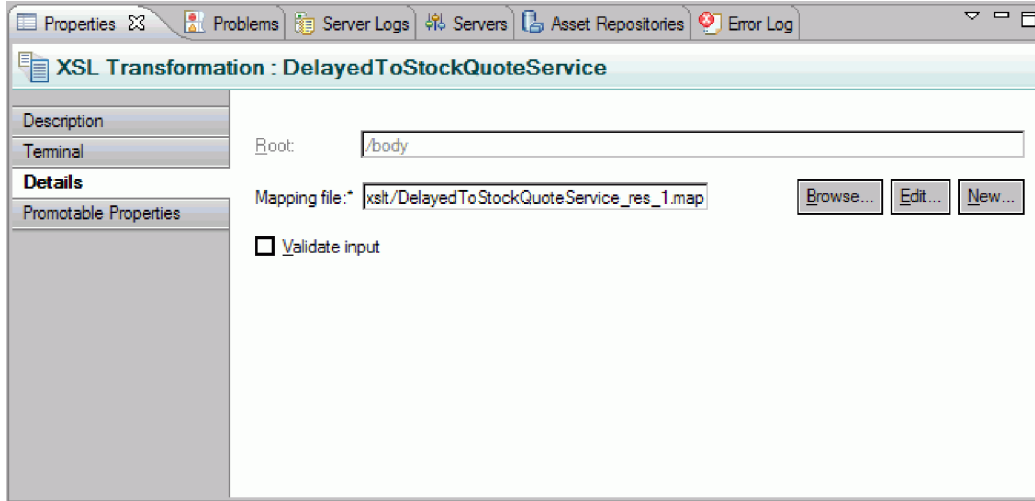 Properties Problems Server Logs Servers Asset Repositories Error Log
XSL Transformation : DelayedToStockQuoteService
Description
Terminal
Details
Promotable Properties
Root: /body
Mapping file:* xslt/DelayedToStockQuoteService_res_1.map Browse... Edit... New...
Validate input